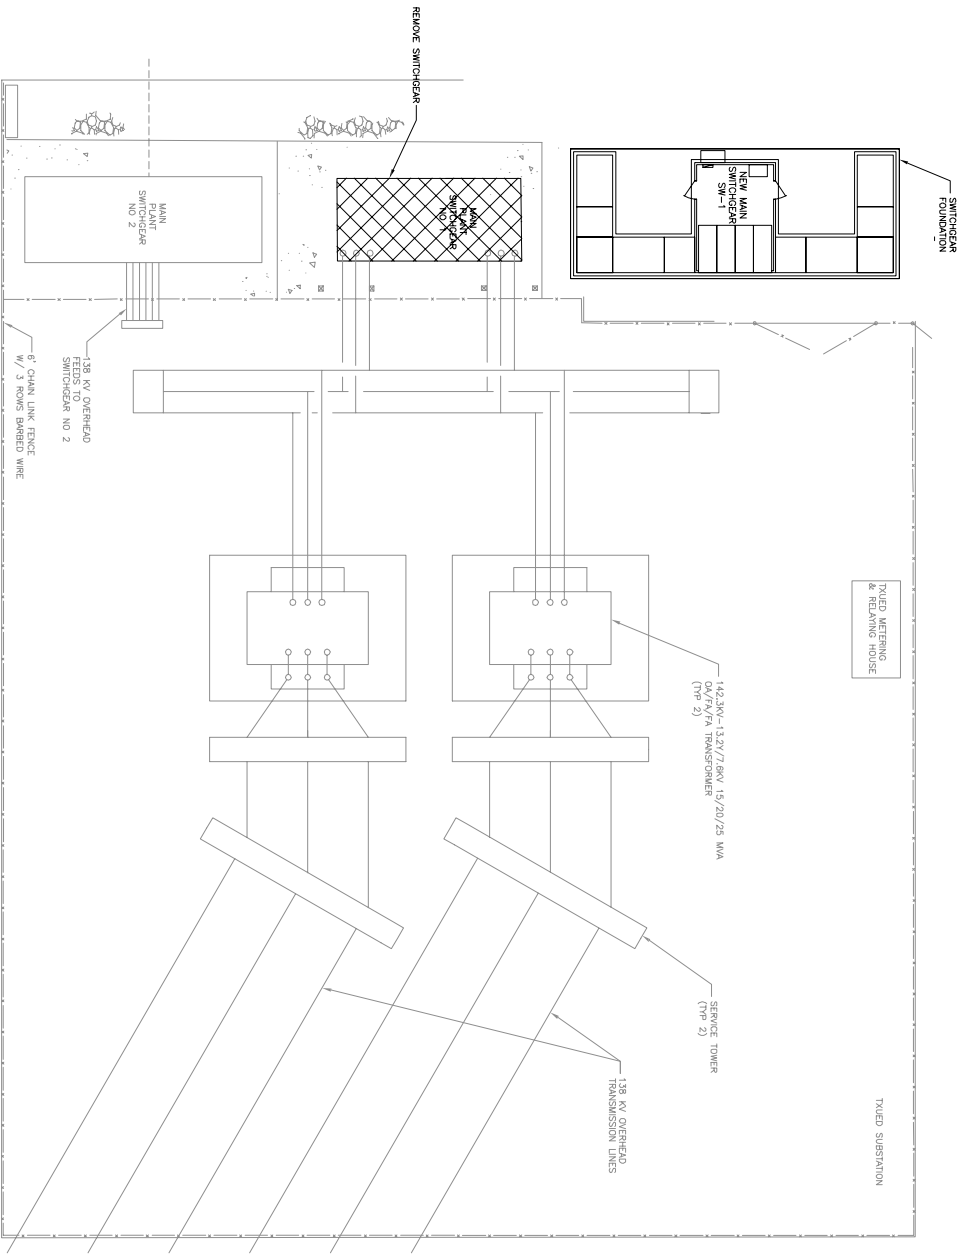 SWITCHGEAR
FOUNDATION
REMOVE SWITCHGEAR
NEW MAIN
SWITCHGEAR
SW-1
MAIN
PLANT
SWITCHGEAR
NO 1
MAIN
PLANT
SWITCHGEAR
NO 2
138 KV OVERHEAD
FEEDS TO
SWITCHGEAR NO 2
6' CHAIN LINK FENCE
W/ 3 ROWS BARBED WIRE
TXUED METERING
& RELAYING HOUSE
142.3KV-13.2Y/7.6KV 15/20/25 MVA
OA/FA/FA TRANSFORMER
(TYP 2)
SERVICE TOWER
(TYP 2)
138 KV OVERHEAD
TRANSMISSION LINES
TXUED SUBSTATION